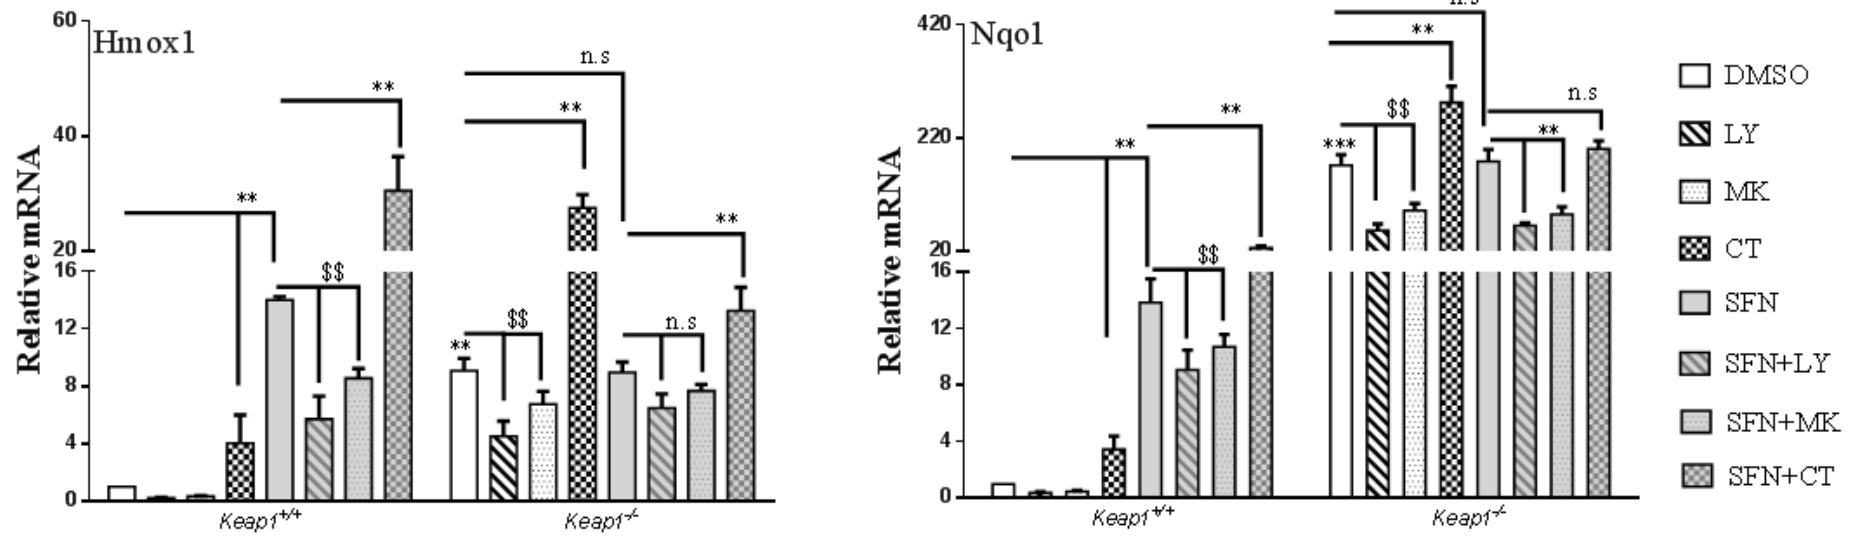 Hmox1
Relative mRNA
60
40
20
16
12
8
4
0
**
**
$$
n.s
**
**
**
$$
n.s
Keap1+/+
Keap1-/-
Nqo1
Relative mRNA
420
220
20
16
12
8
4
0
**
**
$$
n.s
**
***
$$
n.s
**
Keap1+/+
Keap1-/-
DMSO
LY
MK
CT
SFN
SFN+LY
SFN+MK
SFN+CT